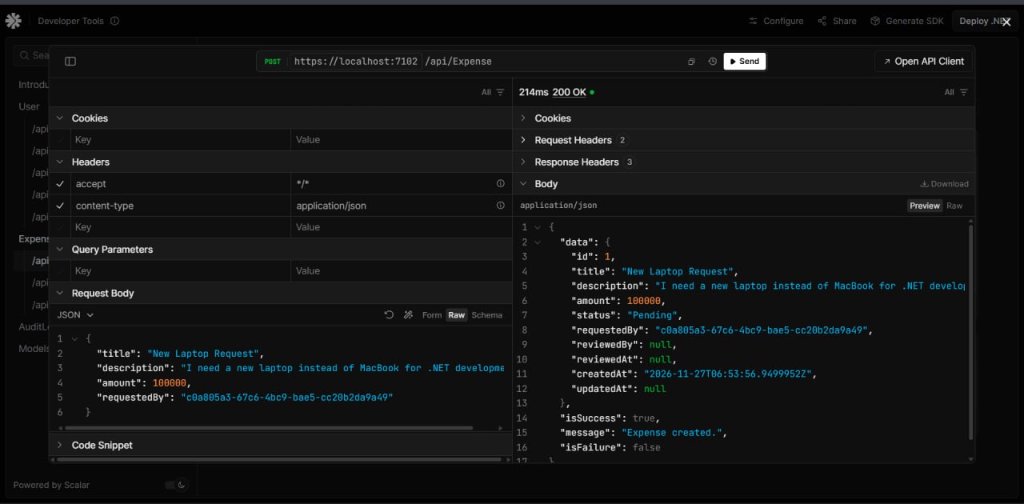 Developer Tools
Configure
Share
Generate SDK
Deploy .NET
Sea
Introdu
User
/api
/api
/api
/api
/api
Expens
/api
/api
/api
AuditL
Models
Powered by Scalar
POST https://localhost:7102 /api/Expense
Send
Open API Client
All
Cookies
Key Value
Headers
accept */*
content-type application/json
Key Value
Query Parameters
Key Value
Request Body
JSON
Form Raw Schema
1 {
2 "title": "New Laptop Request",
3 "description": "I need a new laptop instead of MacBook for .NET developme
4 "amount": 100000,
5 "requestedBy": "c0a805a3-67c6-4bc9-bae5-cc20b2da9a49"
6 }
Code Snippet
214ms 200 OK
All
Cookies
Request Headers 2
Response Headers 3
Body
Download
application/json
Preview Raw
1 {
2 "data": {
3 "id": 1,
4 "title": "New Laptop Request",
5 "description": "I need a new laptop instead of MacBook for .NET develop
6 "amount": 100000,
7 "status": "Pending",
8 "requestedBy": "c0a805a3-67c6-4bc9-bae5-cc20b2da9a49",
9 "reviewedBy": null,
10 "reviewedAt": null,
11 "createdAt": "2026-11-27T06:53:56.9499952Z",
12 "updatedAt": null
13 },
14 "isSuccess": true,
15 "message": "Expense created.",
16 "isFailure": false
17 }